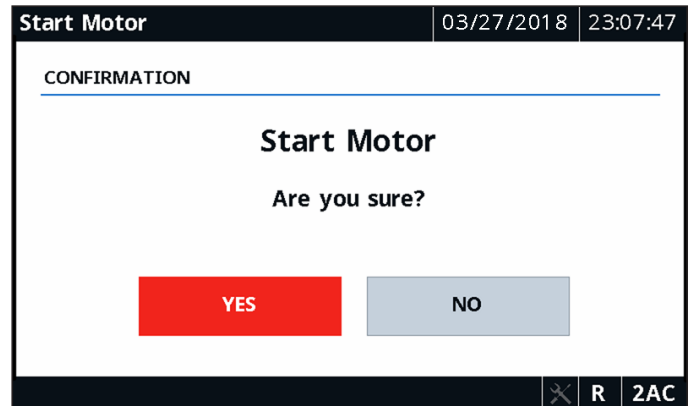 Start Motor 03/27/2018 23:07:47
CONFIRMATION
Start Motor
Are you sure?
YES NO
R 2AC